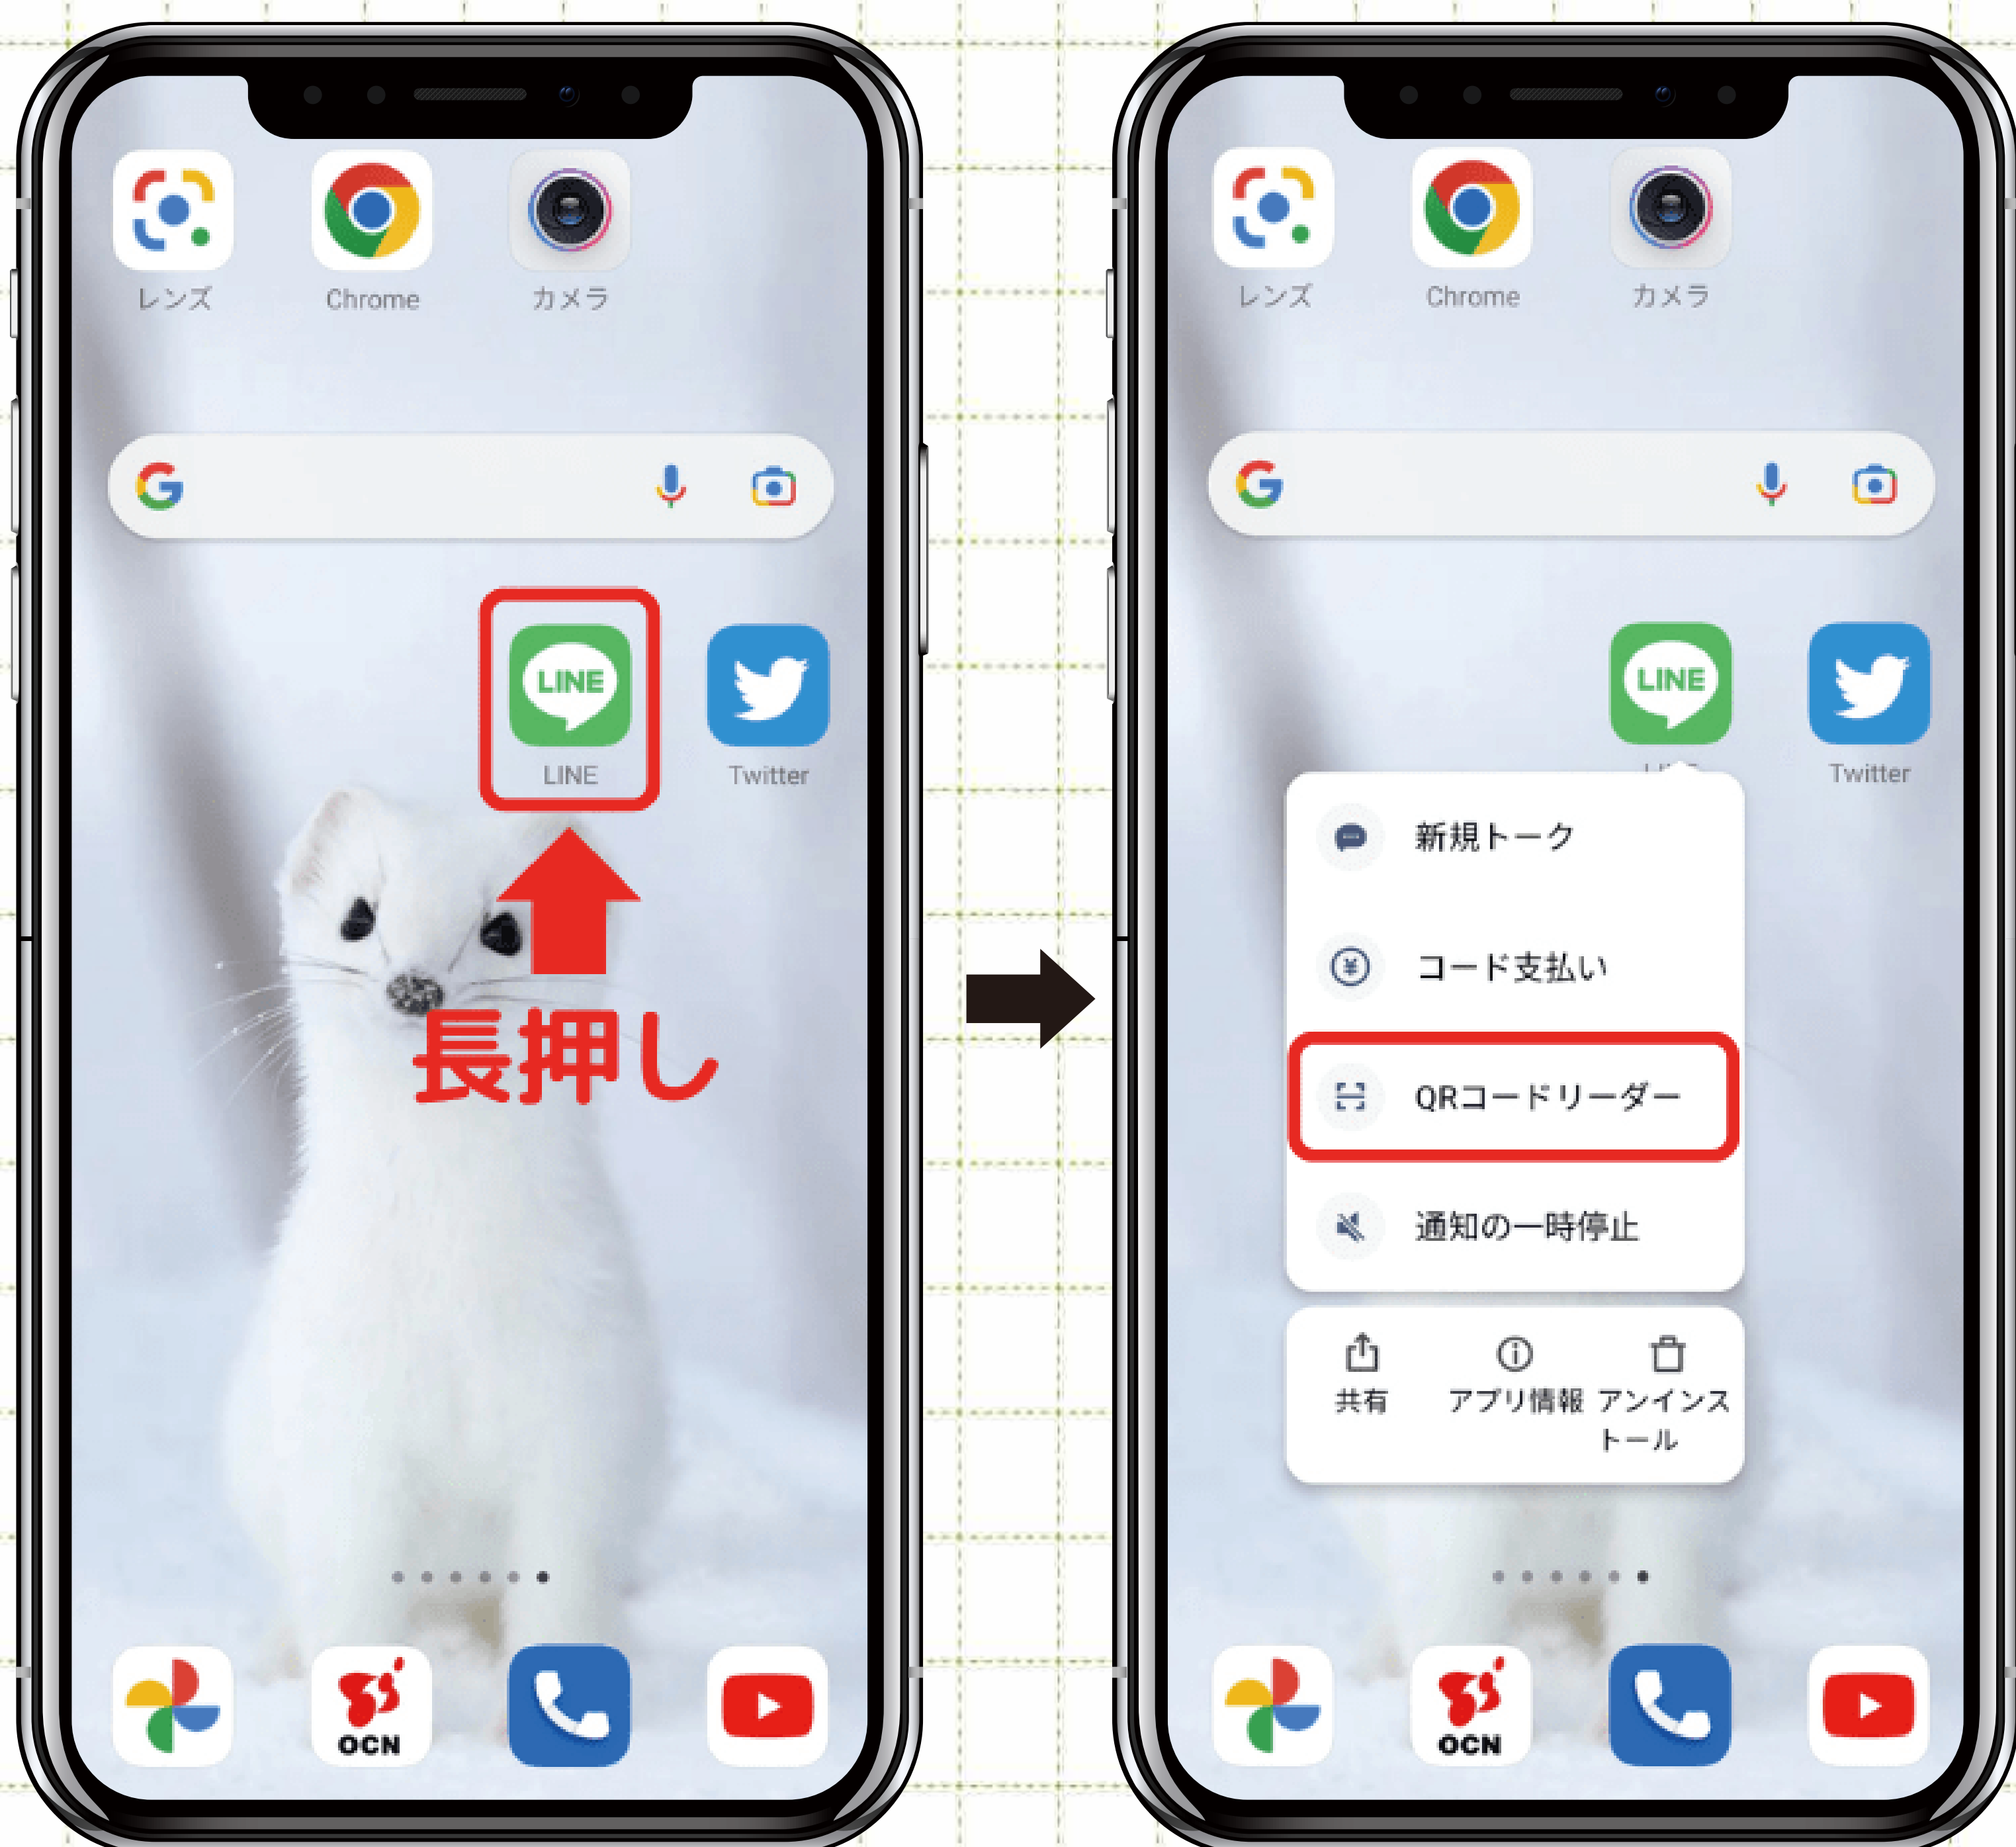 レンズ
Chrome
カメラ
LINE
LINE
Twitter
長押し
OCN
レンズ
Chrome
カメラ
LINE
Twitter
新規トーク
コード支払い
QRコードリーダー
通知の一時停止
共有
アプリ情報
アンインス
トール
OCN